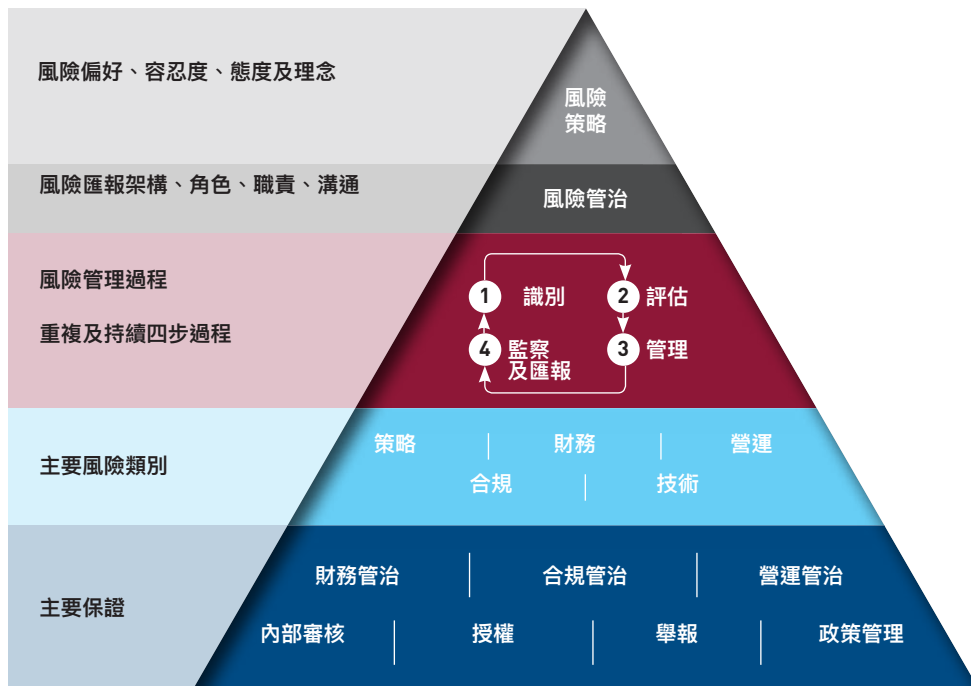 風險偏好、容忍度、態度及理念
風險
策略
風險匯報架構、角色、職責、溝通
風險管治
風險管理過程
重複及持續四步過程
1 識別 2 評估
4 監察
及匯報
3 管理
主要風險類別
策略 財務 營運
合規 技術
主要保證
財務管治 合規管治 營運管治
內部審核 授權 舉報 政策管理